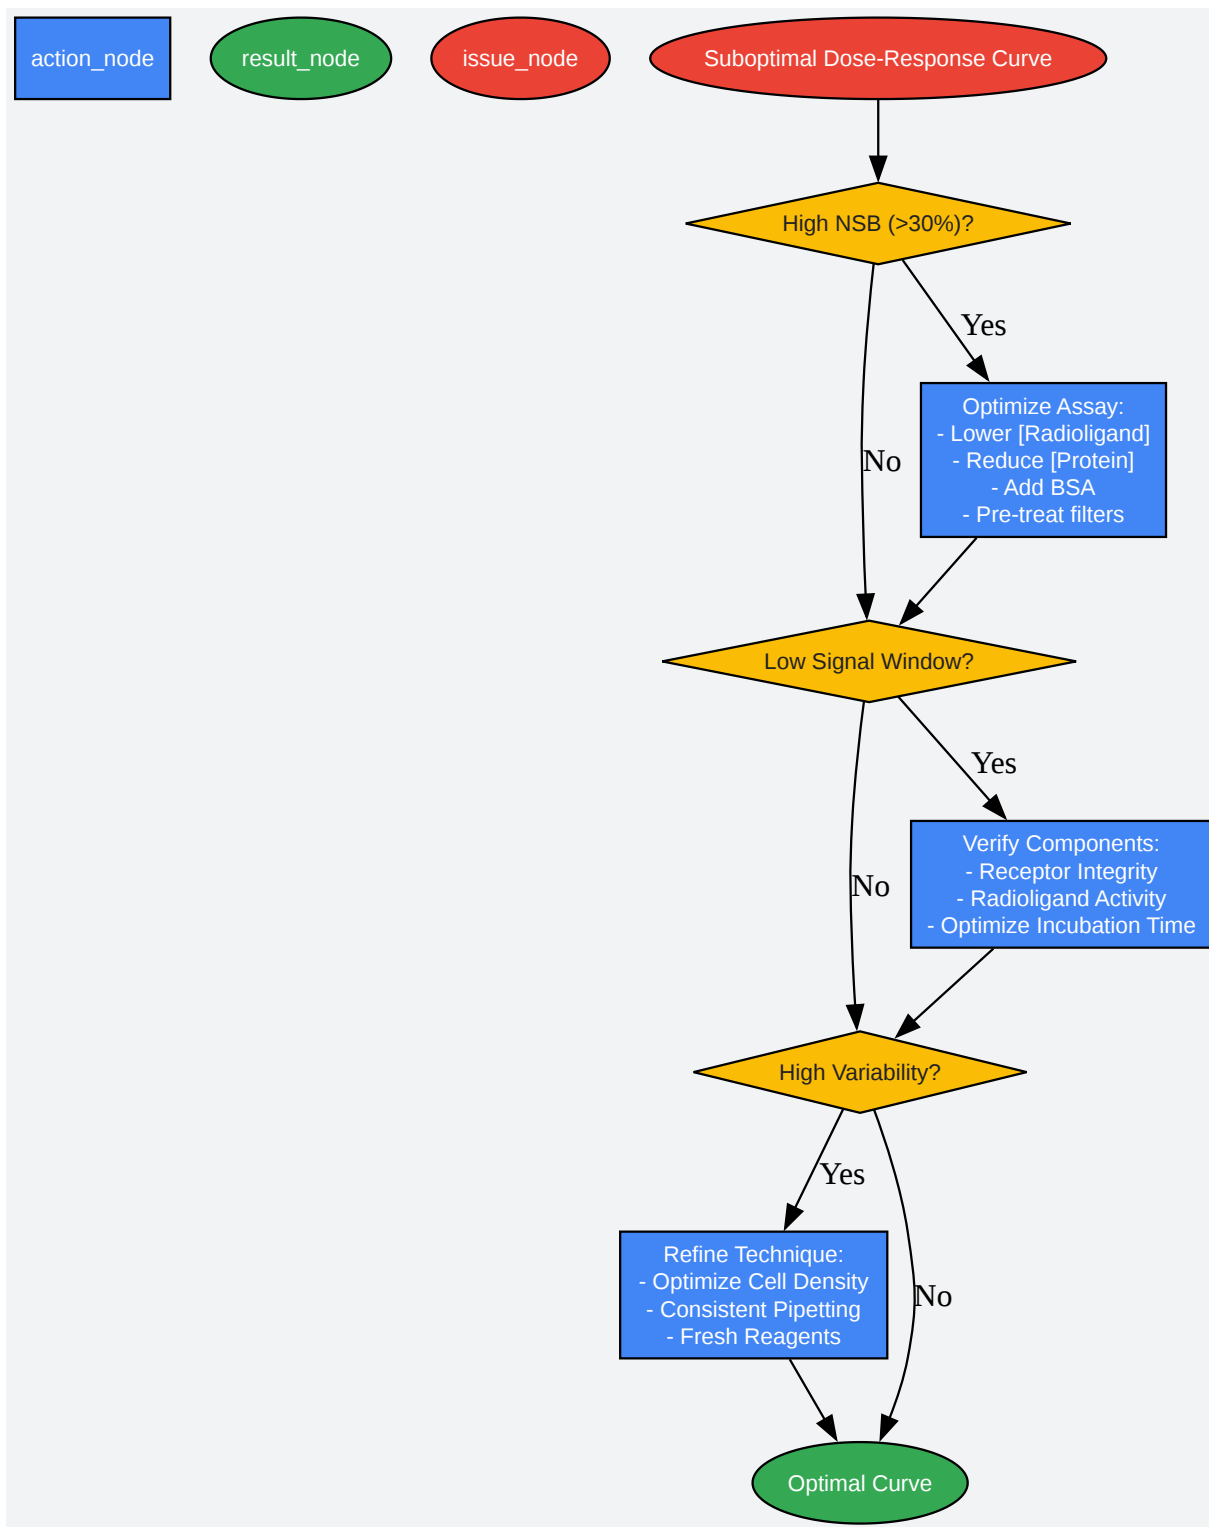 action_node
result_node
issue_node
Suboptimal Dose-Response Curve
High NSB (>30%)?
Yes
Optimize Assay:
- Lower [Radioligand]
- Reduce [Protein]
- Add BSA
- Pre-treat filters
No
Low Signal Window?
Yes
Verify Components:
- Receptor Integrity
- Radioligand Activity
- Optimize Incubation Time
No
High Variability?
Yes
Refine Technique:
- Optimize Cell Density
- Consistent Pipetting
- Fresh Reagents
No
Optimal Curve